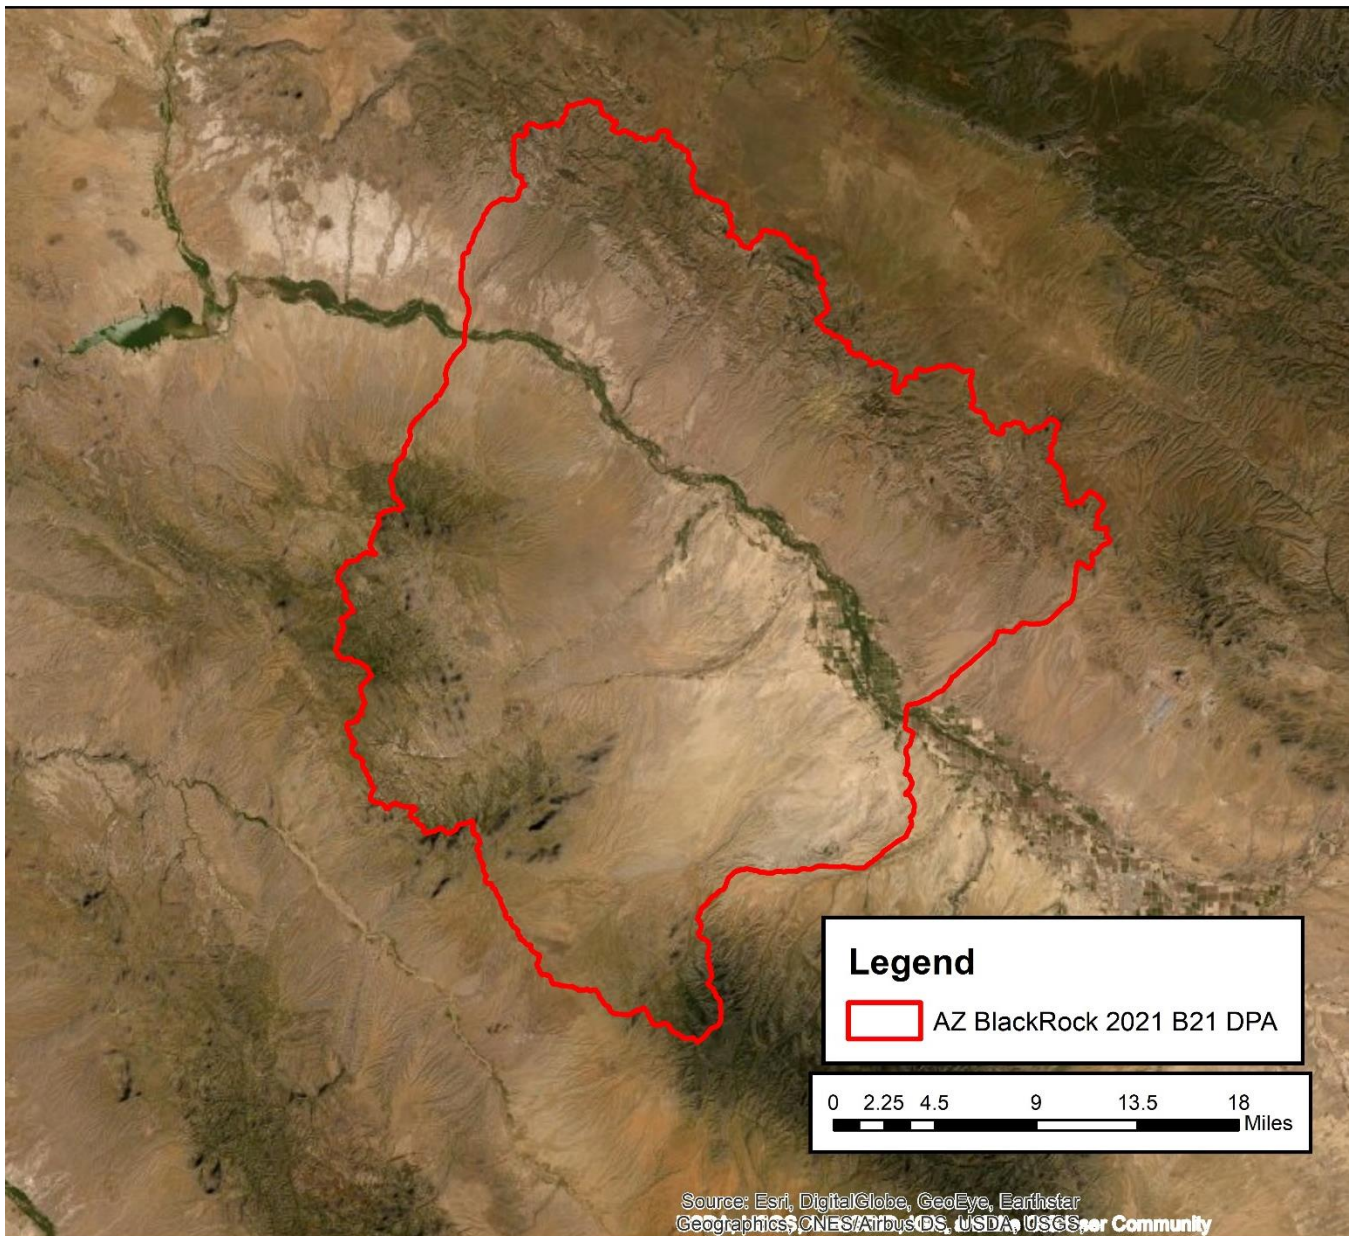 Legend
AZ BlackRock 2021 B21 DPA
0 2.25 4.5 9 13.5 18
Miles
Source: Esri, DigitalGlobe, GeoEye, Earthstar
Geographics, CNES/Airbus DS, USDA, USGS, User Community